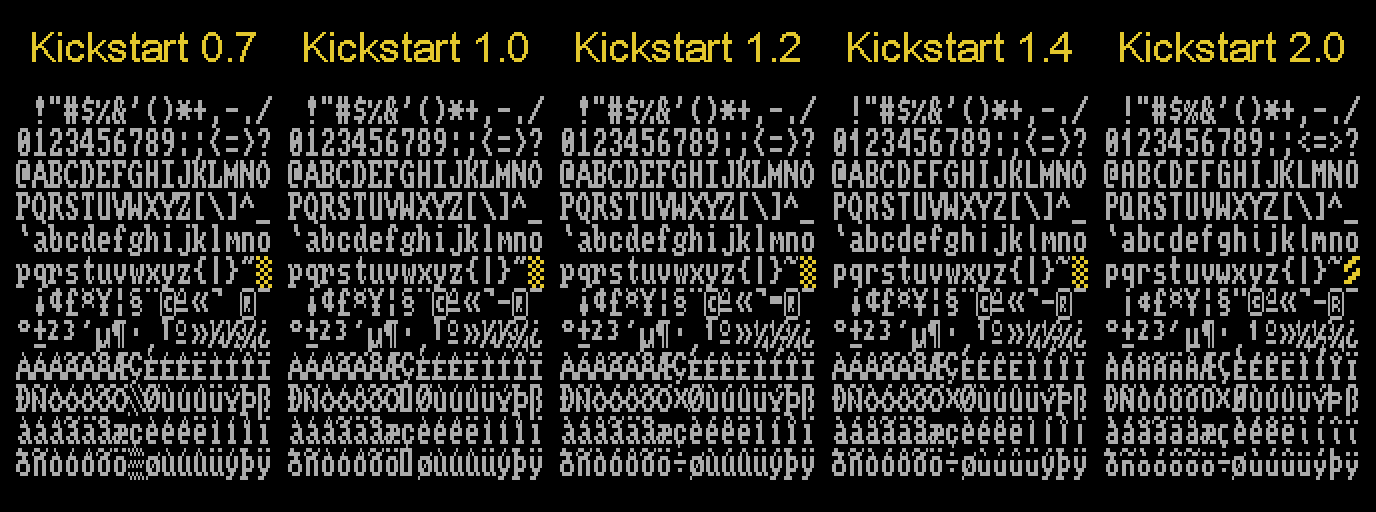 Kickstart 0.7
!"#$%&'()*+,-./
0123456789:;<=>?
@ABCDEFGHIJKLMNO
PQRSTUVWXYZ[\]^_
`abcdefghijklmno
pqrstuvwxyz{|}~▒
¡¢£¤¥¦§¨©ª«¬-®¯
°±²³´µ¶·¸¹º»¼½¾¿
ÀÁÂÃÄÅÆÇÈÉÊËÌÍÎÏ
ÐÑÒÓÔÕÖ\ØÙÚÛÜÝÞß
àáâãäåæçèéêëìíîï
ðñòóôõö▒øùúûüýþÿ
Kickstart 1.0
!"#$%&'()*+,-./
0123456789:;<=>?
@ABCDEFGHIJKLMNO
PQRSTUVWXYZ[\]^_
`abcdefghijklmno
pqrstuvwxyz{|}~▒
¡¢£¤¥¦§¨©ª«¬-®¯
°±²³´µ¶·¸¹º»¼½¾¿
ÀÁÂÃÄÅÆÇÈÉÊËÌÍÎÏ
ÐÑÒÓÔÕÖ▯ØÙÚÛÜÝÞß
àáâãäåæçèéêëìíîï
ðñòóôõö▯øùúûüýþÿ
Kickstart 1.2
!"#$%&'()*+,-./
0123456789:;<=>?
@ABCDEFGHIJKLMNO
PQRSTUVWXYZ[\]^_
`abcdefghijklmno
pqrstuvwxyz{|}~▒
¡¢£¤¥¦§¨©ª«¬-®¯
°±²³´µ¶·¸¹º»¼½¾¿
ÀÁÂÃÄÅÆÇÈÉÊËÌÍÎÏ
ÐÑÒÓÔÕÖ×ØÙÚÛÜÝÞß
àáâãäåæçèéêëìíîï
ðñòóôõö÷øùúûüýþÿ
Kickstart 1.4
!"#$%&'()*+,-./
0123456789:;<=>?
@ABCDEFGHIJKLMNO
PQRSTUVWXYZ[\]^_
`abcdefghijklmno
pqrstuvwxyz{|}~▒
¡¢£¤¥¦§¨©ª«¬-®¯
°±²³´µ¶·¸¹º»¼½¾¿
ÀÁÂÃÄÅÆÇÈÉÊËÌÍÎÏ
ÐÑÒÓÔÕÖ×ØÙÚÛÜÝÞß
àáâãäåæçèéêëìíîï
ðñòóôõö÷øùúûüýþÿ
Kickstart 2.0
!"#$%&'()*+,-./
0123456789:;<=>?
@ABCDEFGHIJKLMNO
PQRSTUVWXYZ[\]^_
`abcdefghijklmno
pqrstuvwxyz{|}~
¡¢£¤¥¦§¨©ª«¬-®¯
°±²³´µ¶·¸¹º»¼½¾¿
ÀÁÂÃÄÅÆÇÈÉÊËÌÍÎÏ
ÐÑÒÓÔÕÖ×ØÙÚÛÜÝÞß
àáâãäåæçèéêëìíîï
ðñòóôõö÷øùúûüýþÿ